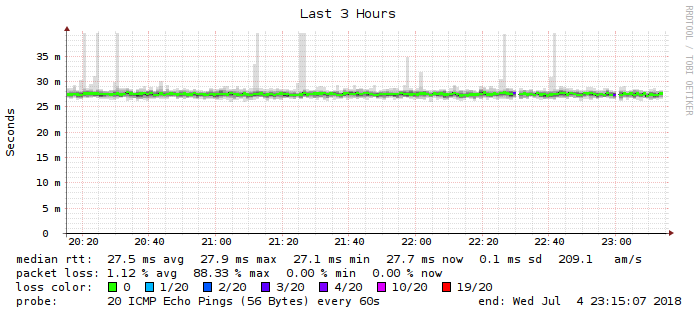 Last 3 Hours
RRDTOOL / TOBI OETIKER
Seconds
35 m
30 m
25 m
20 m
15 m
10 m
5 m
0
20:20 20:40 21:00 21:20 21:40 22:00 22:20 22:40 23:00
median rtt: 27.5 ms avg 27.9 ms max 27.1 ms min 27.7 ms now 0.1 ms sd 209.1 am/s
packet loss: 1.12 % avg 88.33 % max 0.00 % min 0.00 % now
loss color: 0 1/20 2/20 3/20 4/20 10/20 19/20
probe: 20 ICMP Echo Pings (56 Bytes) every 60s end: Wed Jul 4 23:15:07 2018